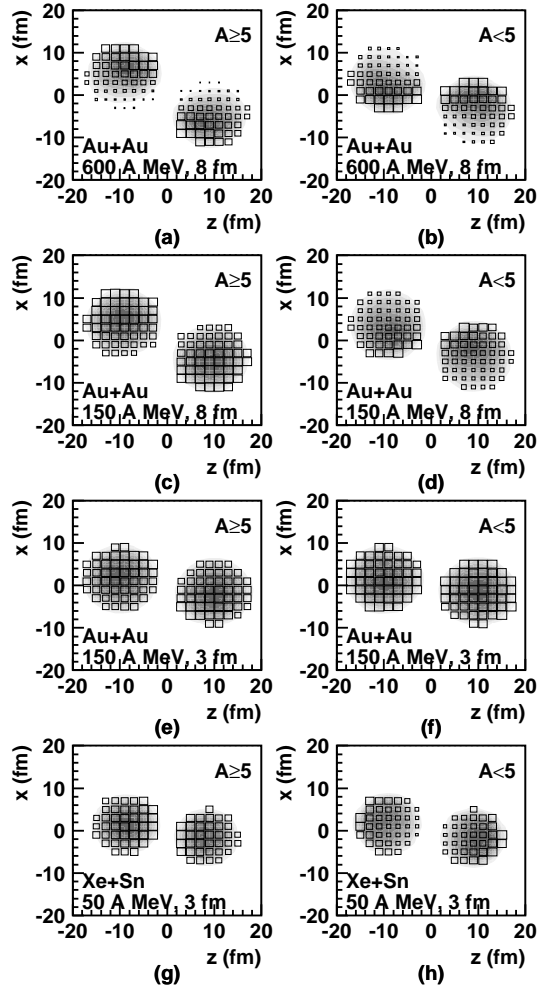 x (fm)
20
10
0
-10
-20
A≥5
Au+Au
600 A MeV, 8 fm
-20 -10 0 10 20
z (fm)
(a)
x (fm)
20
10
0
-10
-20
A<5
Au+Au
600 A MeV, 8 fm
-20 -10 0 10 20
z (fm)
(b)
x (fm)
20
10
0
-10
-20
A≥5
Au+Au
150 A MeV, 8 fm
-20 -10 0 10 20
z (fm)
(c)
x (fm)
20
10
0
-10
-20
A<5
Au+Au
150 A MeV, 8 fm
-20 -10 0 10 20
z (fm)
(d)
x (fm)
20
10
0
-10
-20
A≥5
Au+Au
150 A MeV, 3 fm
-20 -10 0 10 20
z (fm)
(e)
x (fm)
20
10
0
-10
-20
A<5
Au+Au
150 A MeV, 3 fm
-20 -10 0 10 20
z (fm)
(f)
x (fm)
20
10
0
-10
-20
A≥5
Xe+Sn
50 A MeV, 3 fm
-20 -10 0 10 20
z (fm)
(g)
x (fm)
20
10
0
-10
-20
A<5
Xe+Sn
50 A MeV, 3 fm
-20 -10 0 10 20
z (fm)
(h)